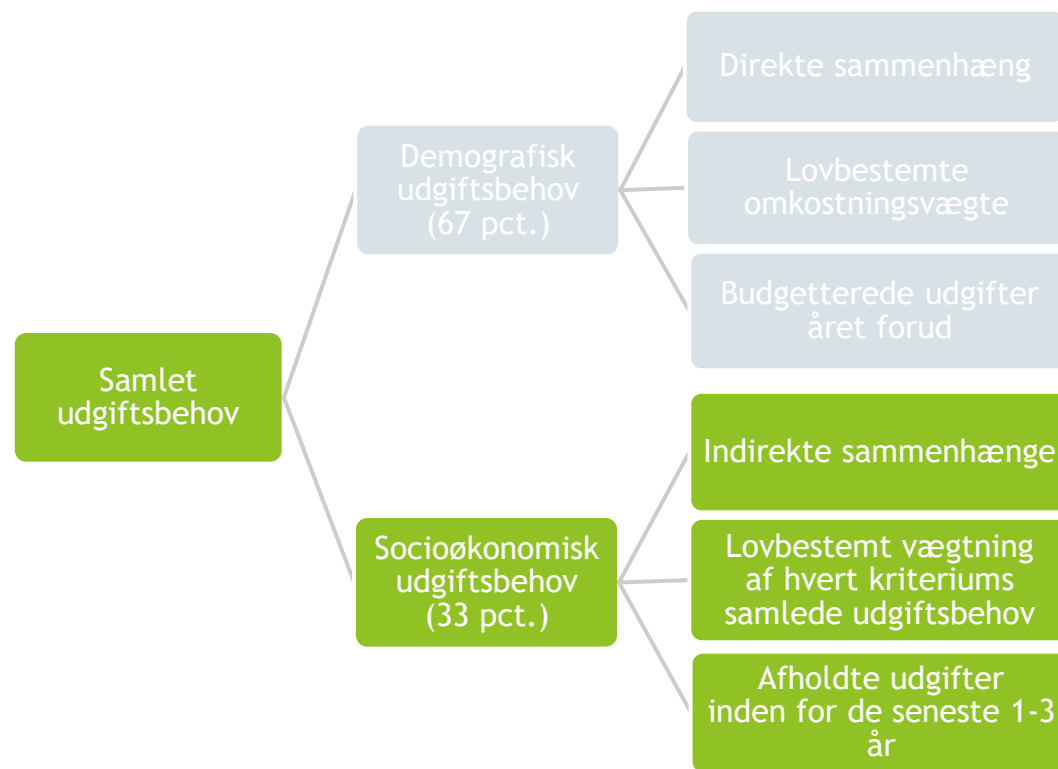 Samlet
udgiftsbehov
Demografisk
udgiftsbehov
(67 pct.)
Direkte sammenhæng
Lovbestemte
omkostningsvægte
Budgetterede udgifter
året forud
Socioøkonomisk
udgiftsbehov
(33 pct.)
Indirekte sammenhænge
Lovbestemt vægtning
af hvert kriteriums
samlede udgiftsbehov
Afholdte udgifter
inden for de seneste 1-3
år